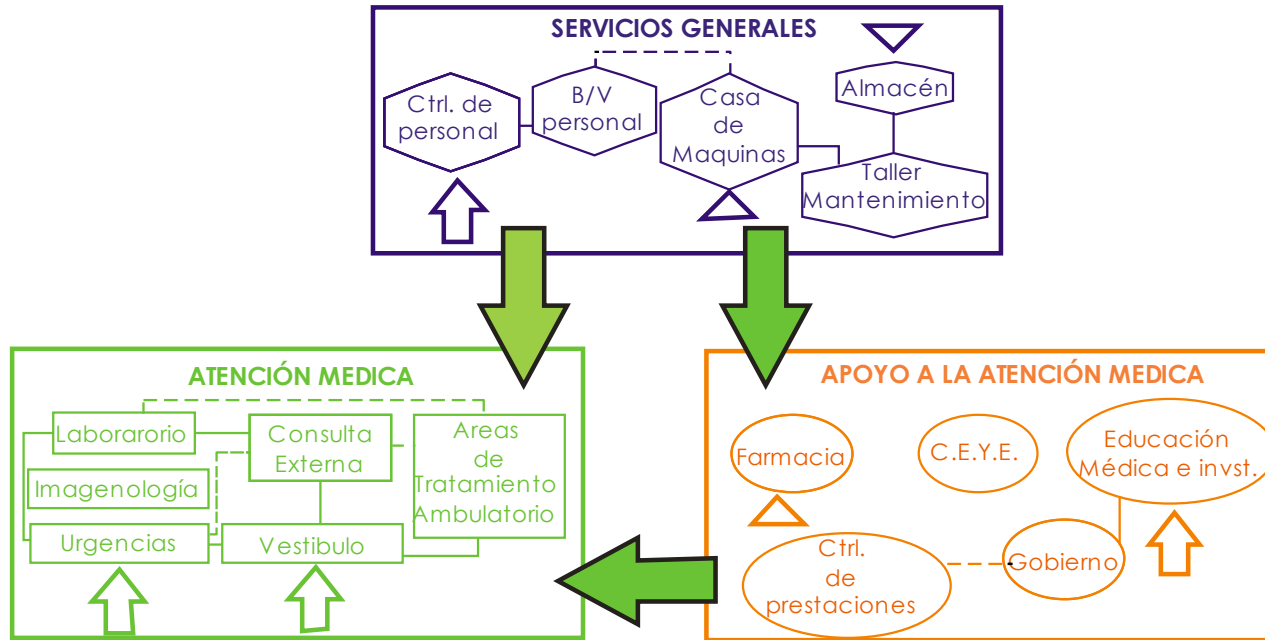 SERVICIOS GENERALES
Ctrl. de
personal
B/V
personal
Casa
de
Maquinas
Almacén
Taller
Mantenimiento
ATENCIÓN MEDICA
Laborarorio
Consulta
Externa
Areas
de
Tratamiento
Ambulatorio
Imagenología
Urgencias
Vestibulo
APOYO A LA ATENCIÓN MEDICA
Farmacia
C.E.Y.E.
Educación
Médica e invst.
Ctrl.
de
prestaciones
Gobierno